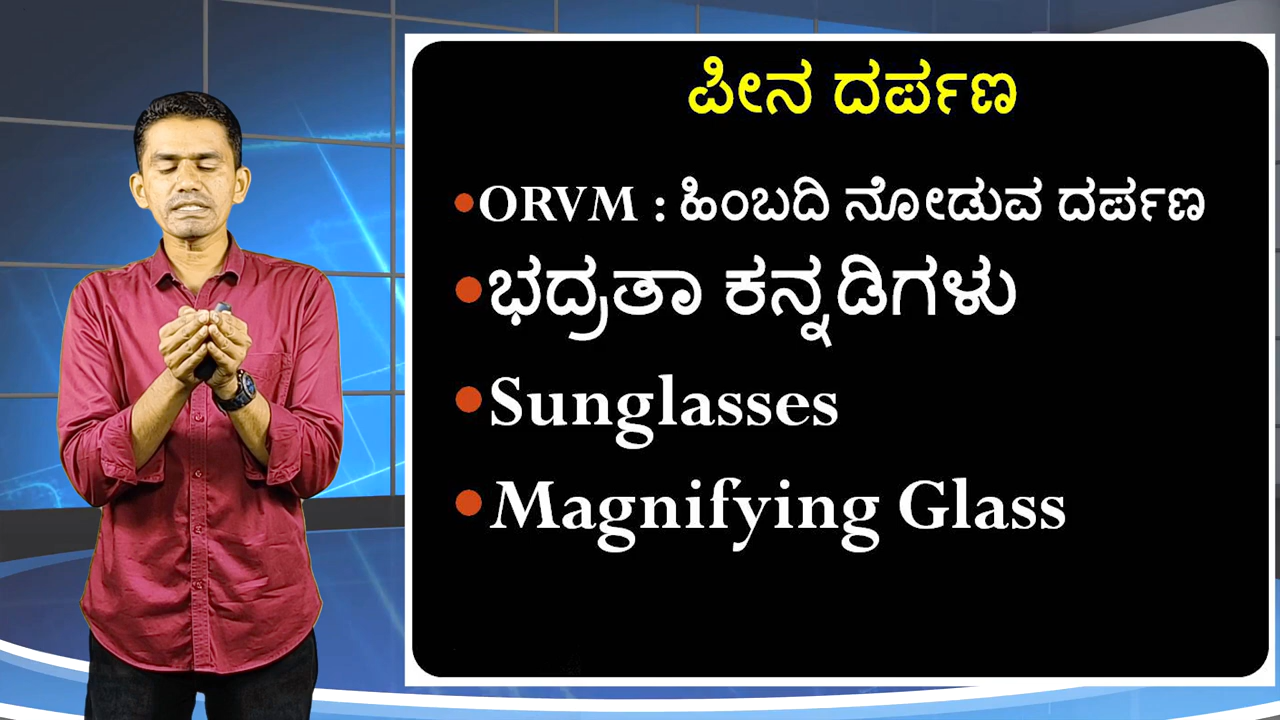 ಪೀನ ದರ್ಪಣ
•ORVM : ಹಿಂಬದಿ ನೋಡುವ ದರ್ಪಣ
•ಭದ್ರತಾ ಕನ್ನಡಿಗಳು
•Sunglasses
•Magnifying Glass